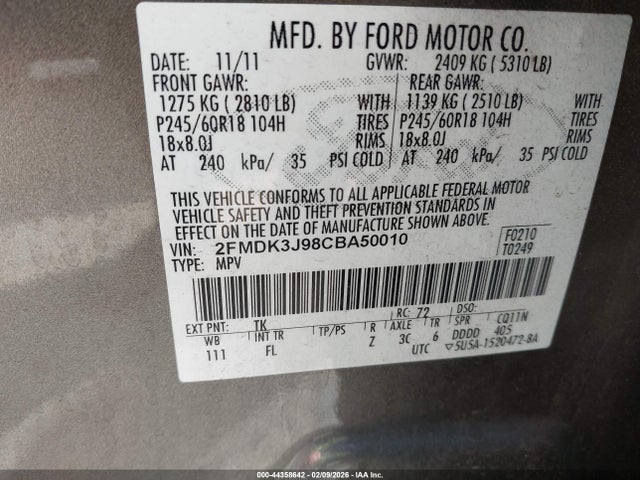 MFD. BY FORD MOTOR CO.
DATE: 11/11 GVWR: 2409 KG ( 5310 LB)
FRONT GAWR: REAR GAWR:
1275 KG ( 2810 LB) WITH 1139 KG ( 2510 LB) WITH
P245/60R18 104H TIRES P245/60R18 104H TIRES
18x8.0J RIMS 18x8.0J RIMS
AT 240 kPa/ 35 PSI COLD AT 240 kPa/ 35 PSI COLD
THIS VEHICLE CONFORMS TO ALL APPLICABLE FEDERAL MOTOR
VEHICLE SAFETY AND THEFT PREVENTION STANDARDS IN
EFFECT ON THE DATE OF MANUFACTURE SHOWN ABOVE.
VIN: 2FMDK3J98CBA50010 F0210
TYPE: MPV T0249
EXT PNT: TK RC: 72 DSO:
WB INT TR TP/PS R AXLE TR SPR CQ11N
111 FL Z 3C 6 DDDD 405
UTC ▽5U5A-1520472-BA
000-44358642 - 02/09/2026 - IAA Inc.